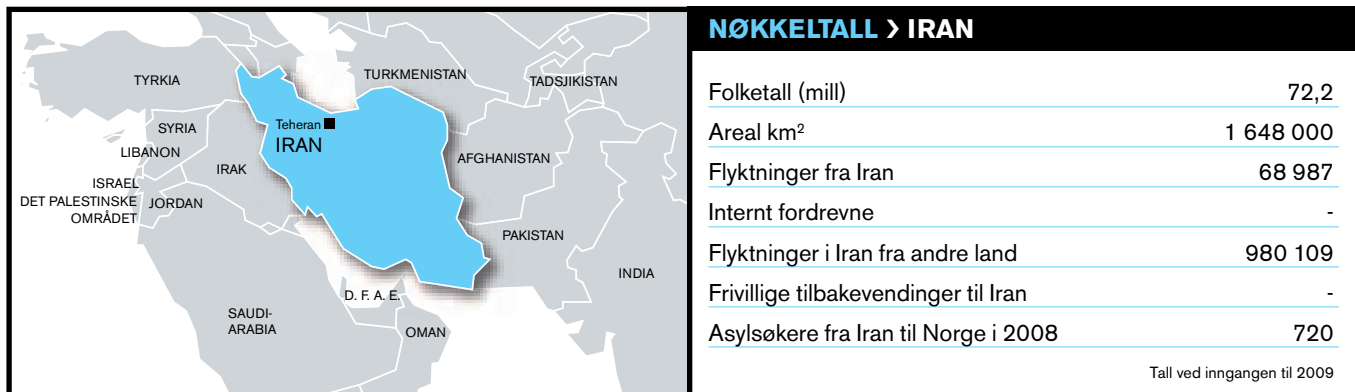 TYRKIA
TURKMENISTAN
TADSJIKISTAN
SYRIA
Teheran
IRAN
LIBANON
AFGHANISTAN
IRAK
ISRAEL
DET PALESTINSKE
OMRÅDET
JORDAN
PAKISTAN
INDIA
D. F. A. E.
SAUDI-
ARABIA
OMAN
NØKKELTALL › IRAN
Folketall (mill) 72,2
Areal km² 1 648 000
Flyktninger fra Iran 68 987
Internt fordrevne -
Flyktninger i Iran fra andre land 980 109
Frivillige tilbakevendinger til Iran -
Asylsøkere fra Iran til Norge i 2008 720
Tall ved inngangen til 2009